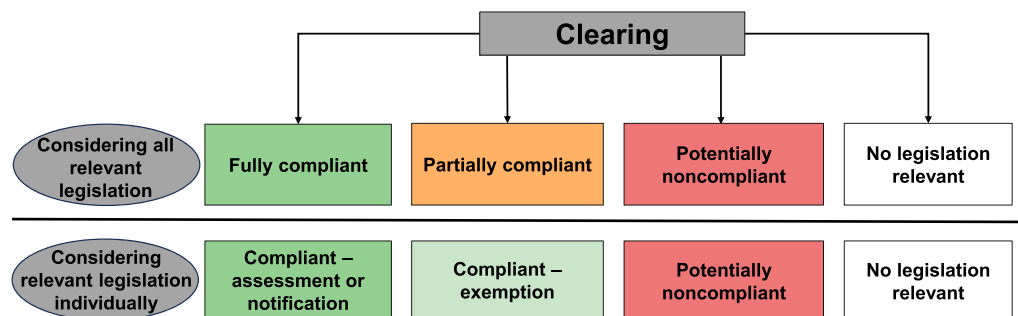 Clearing
Considering all
relevant
legislation
Fully compliant
Partially compliant
Potentially
noncompliant
No legislation
relevant
Considering
relevant legislation
individually
Compliant –
assessment or
notification
Compliant –
exemption
Potentially
noncompliant
No legislation
relevant